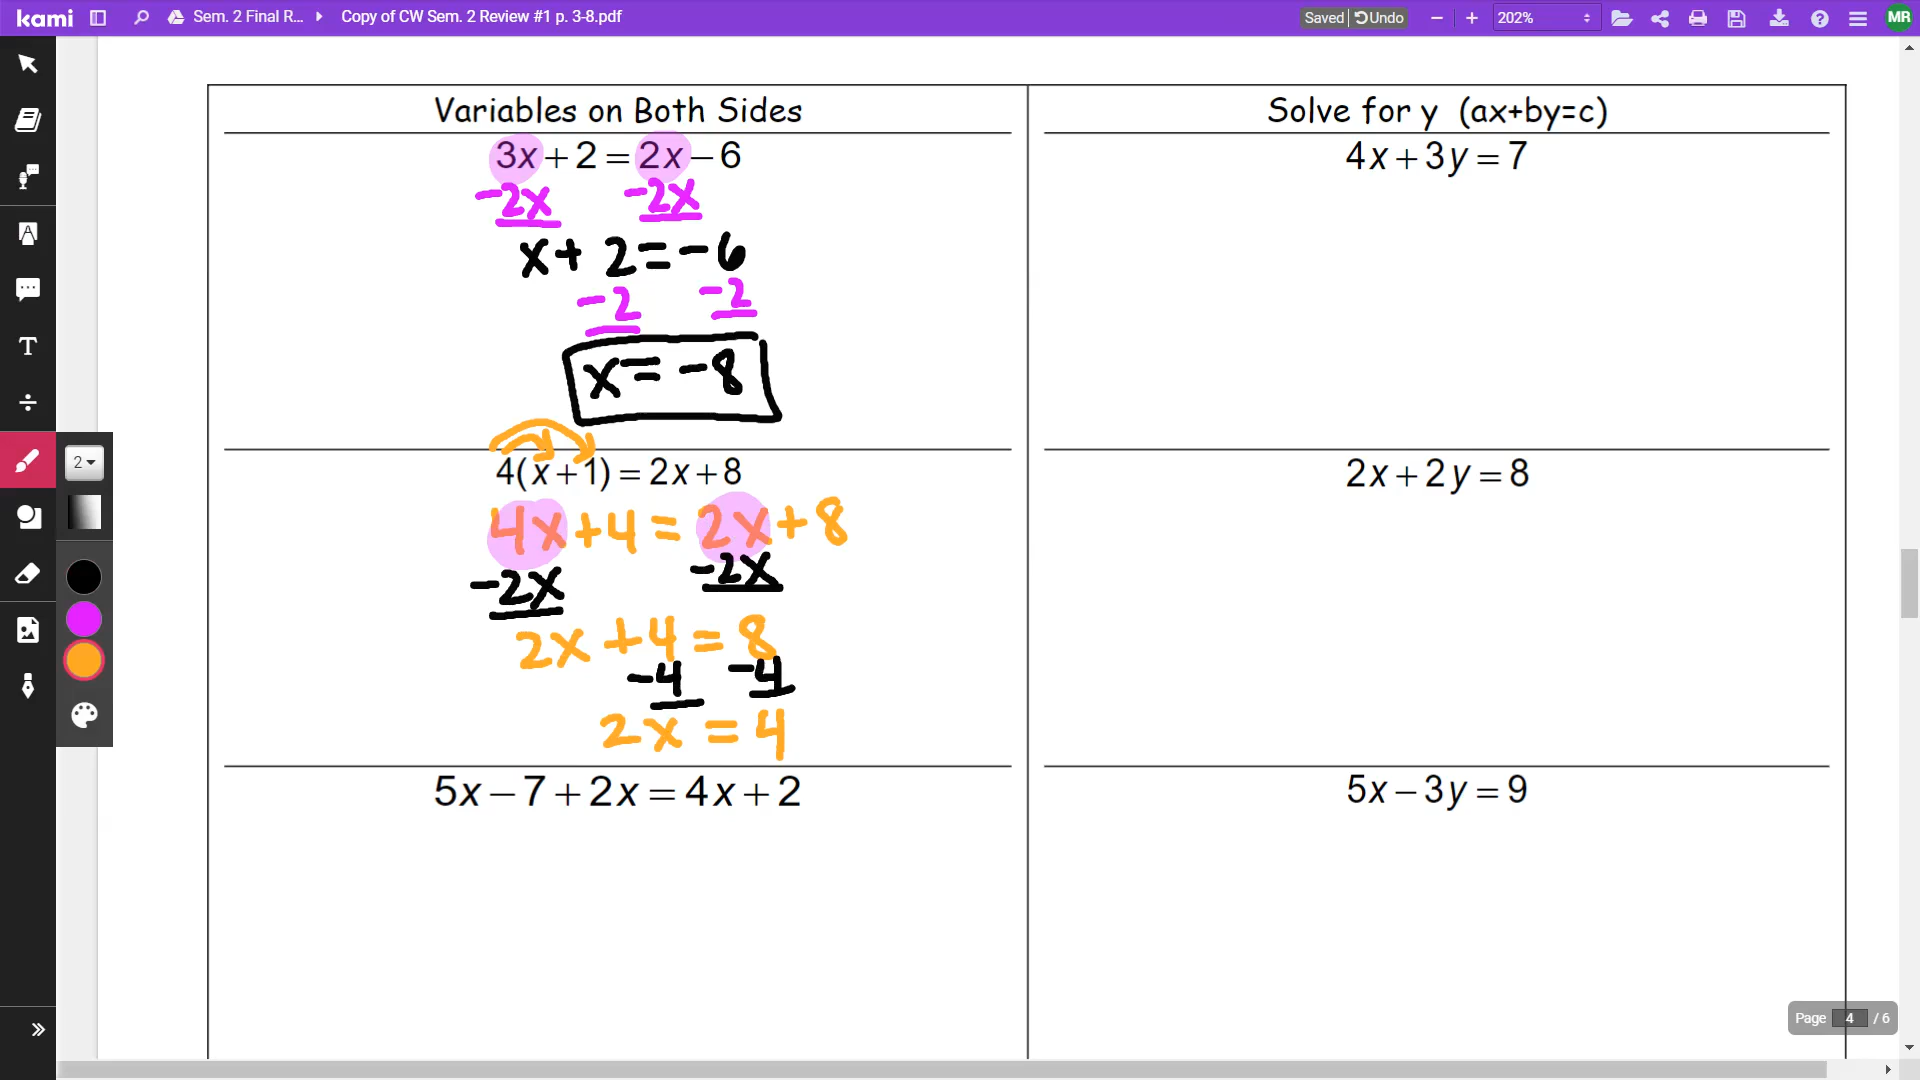 kami Sem. 2 Final R... Copy of CW Sem. 2 Review #1 p. 3-8.pdf Saved Undo 202% MR
Variables on Both Sides
3x + 2 = 2x − 6
-2x -2x
x + 2 = -6
-2 -2
x = -8
4(x + 1) = 2x + 8
4x + 4 = 2x + 8
-2x -2x
2x + 4 = 8
-4 -4
2x = 4
5x − 7 + 2x = 4x + 2
Solve for y (ax+by=c)
4x + 3y = 7
2x + 2y = 8
5x − 3y = 9
2
Page 4 / 6